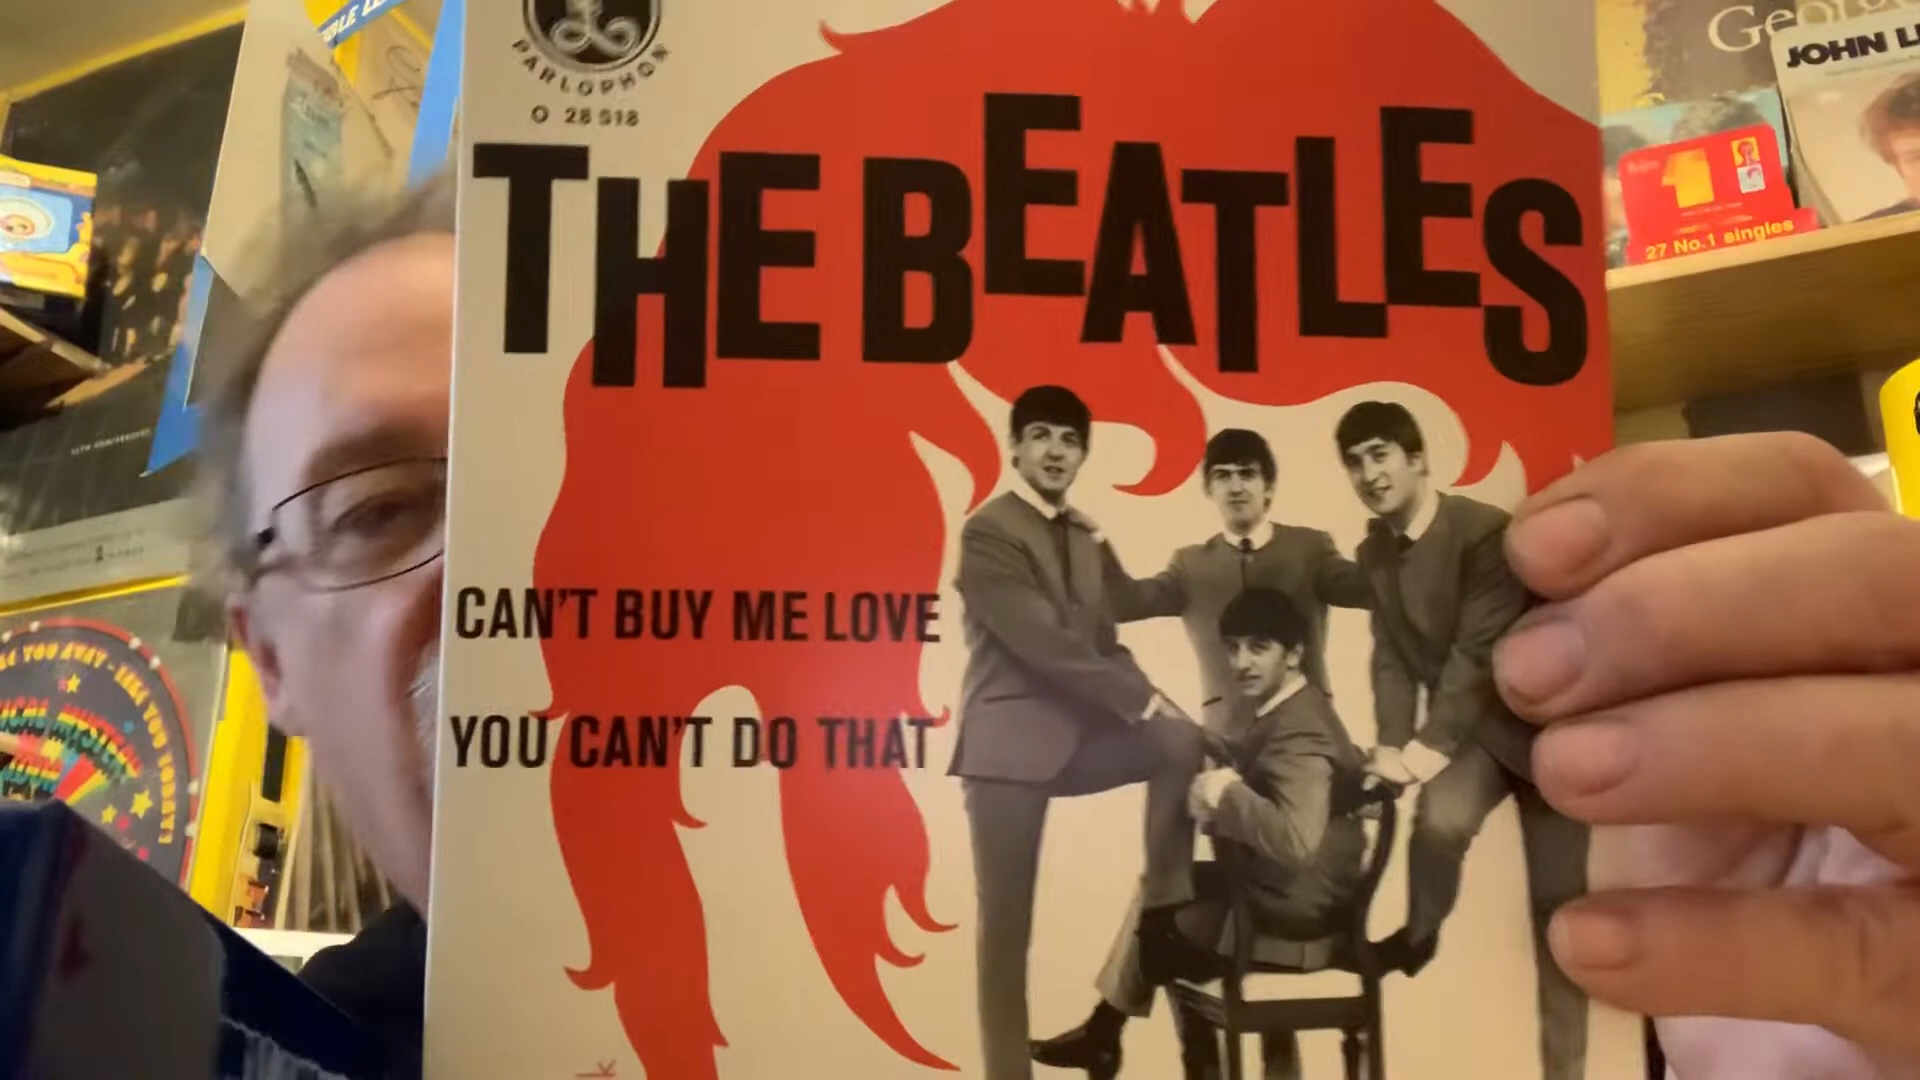 PARLOPHON
O 28 518
THE BEATLES
CAN'T BUY ME LOVE
YOU CAN'T DO THAT
JOHN L
27 No.1 singles